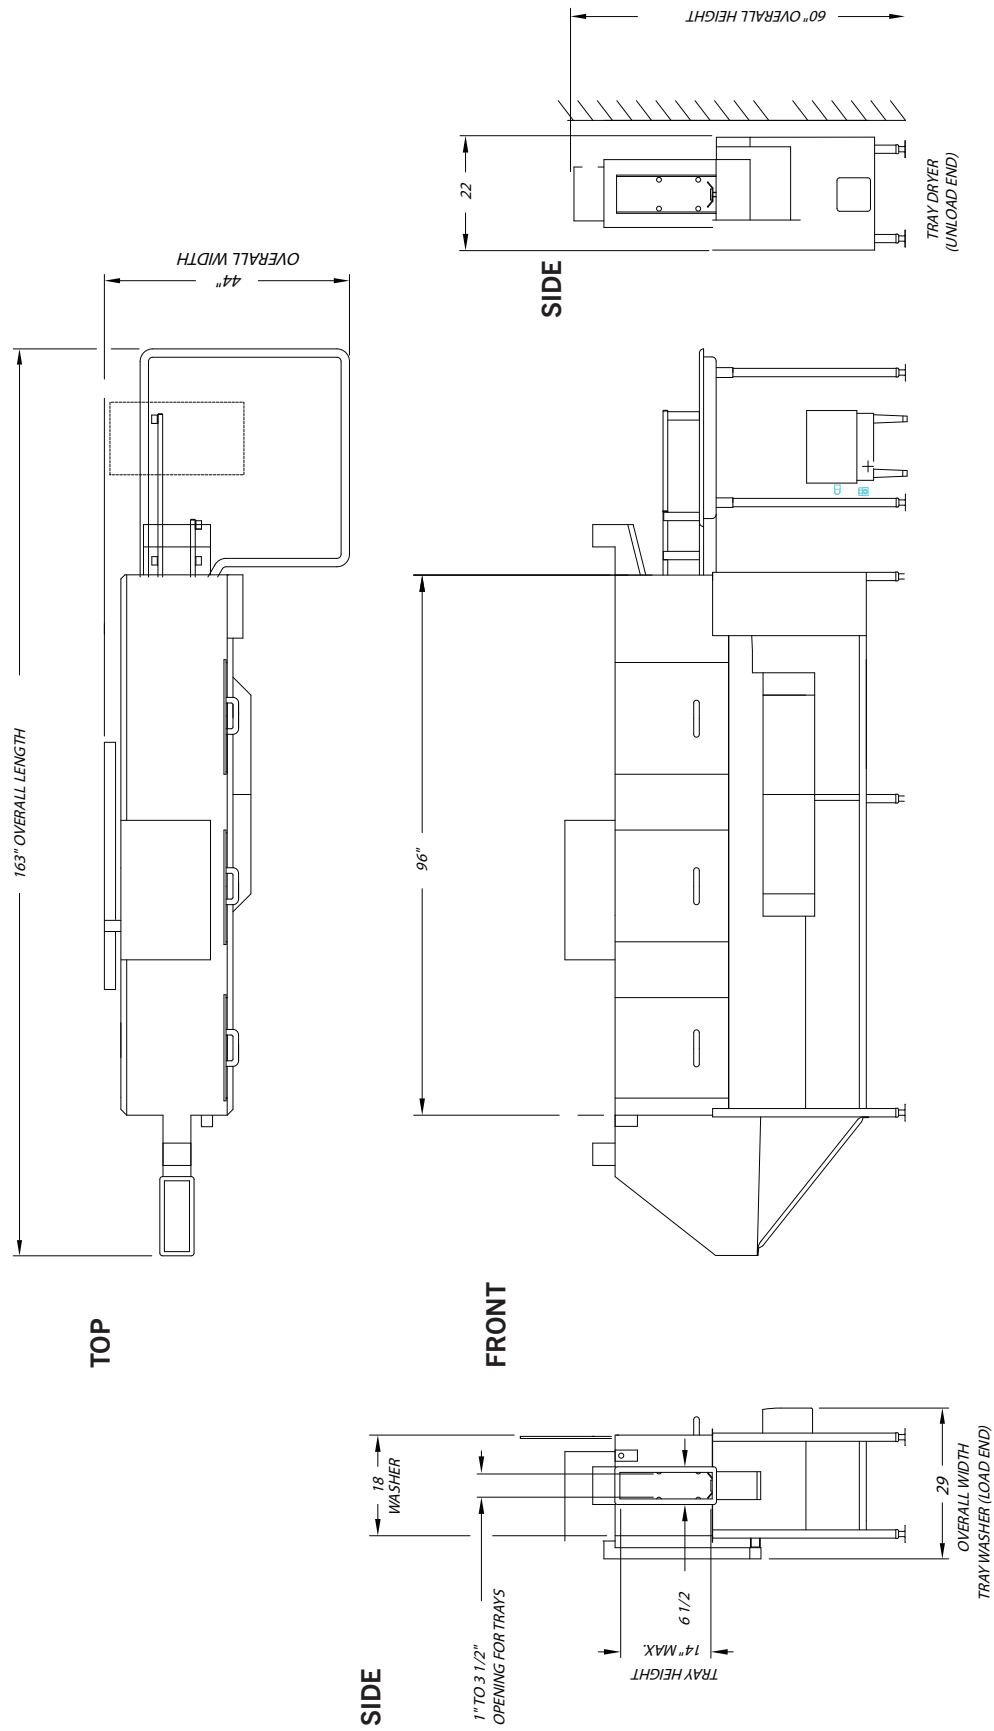 TOP
163" OVERALL LENGTH
44"
OVERALL WIDTH
SIDE
22
60" OVERALL HEIGHT
TRAY DRYER
(UNLOAD END)
FRONT
96"
SIDE
18
WASHER
1" TO 3 1/2"
OPENING FOR TRAYS
6 1/2
14" MAX.
TRAY HEIGHT
29
OVERALL WIDTH
TRAY WASHER (LOAD END)